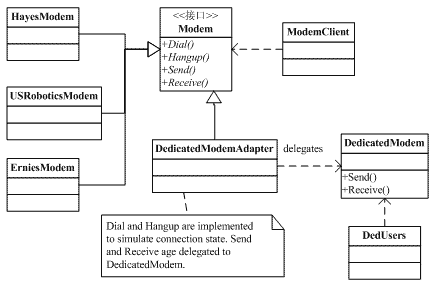 HayesModem
<<接口>>
Modem
+Dial()
+Hangup()
+Send()
+Receive()
ModemClient
USRoboticsModem
ErniesModem
DedicatedModemAdapter
delegates
DedicatedModem
+Send()
+Receive()
Dial and Hangup are implemented
to simulate connection state. Send
and Receive age delegated to
DedicatedModem.
DedUsers